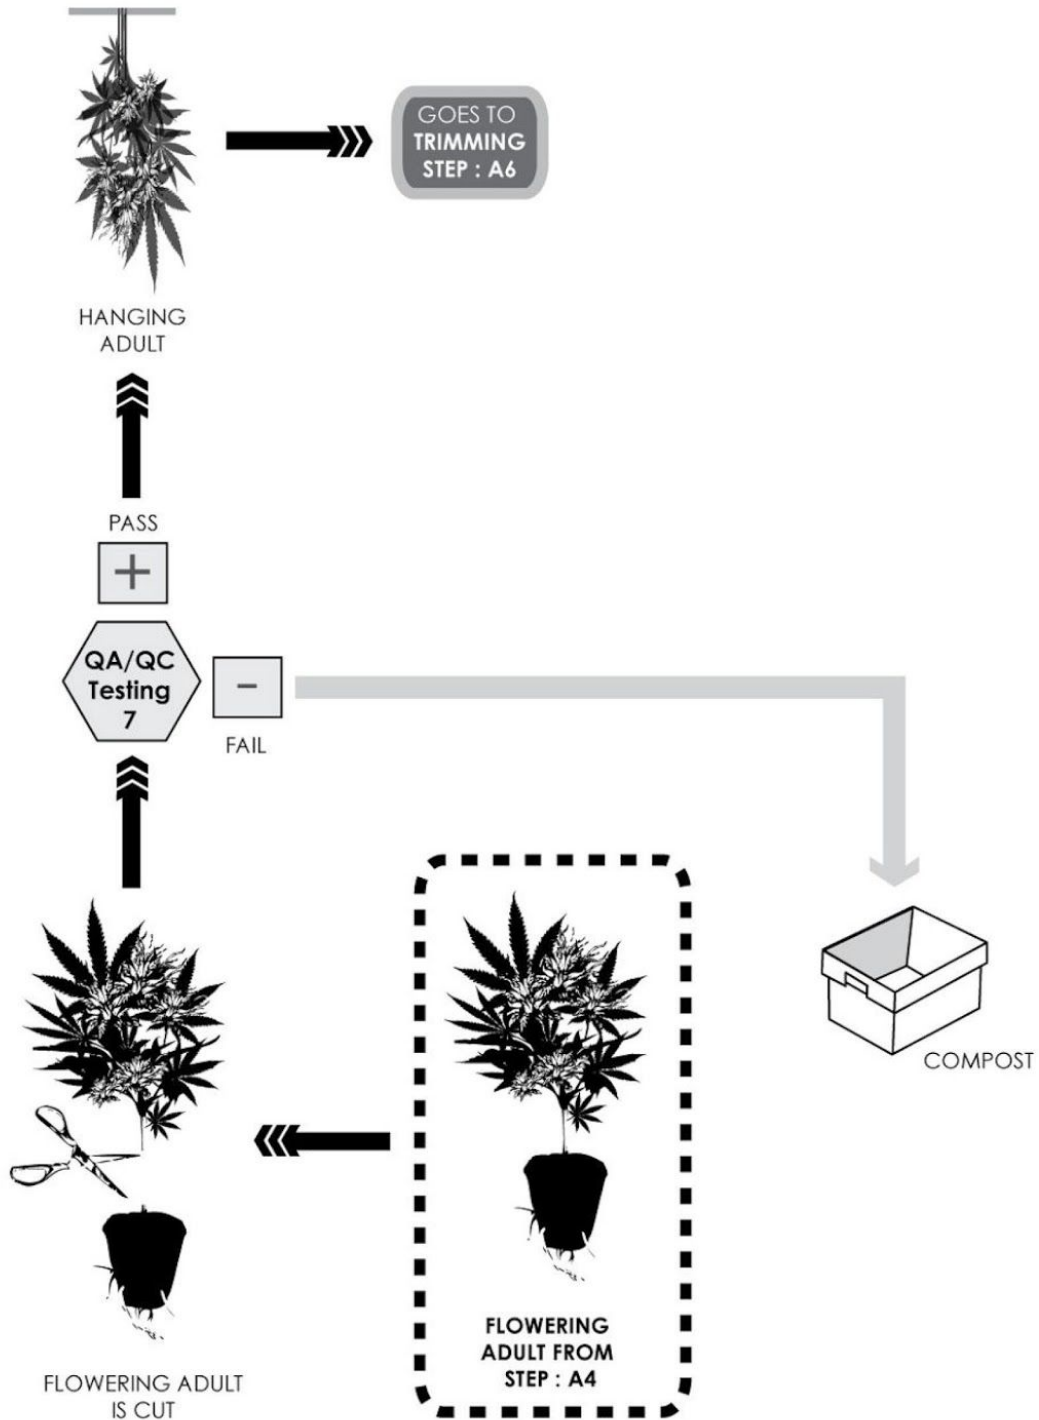 GOES TO
TRIMMING
STEP : A6
HANGING
ADULT
PASS
+
QA/QC
Testing
7
-
FAIL
COMPOST
FLOWERING
ADULT FROM
STEP : A4
FLOWERING ADULT
IS CUT